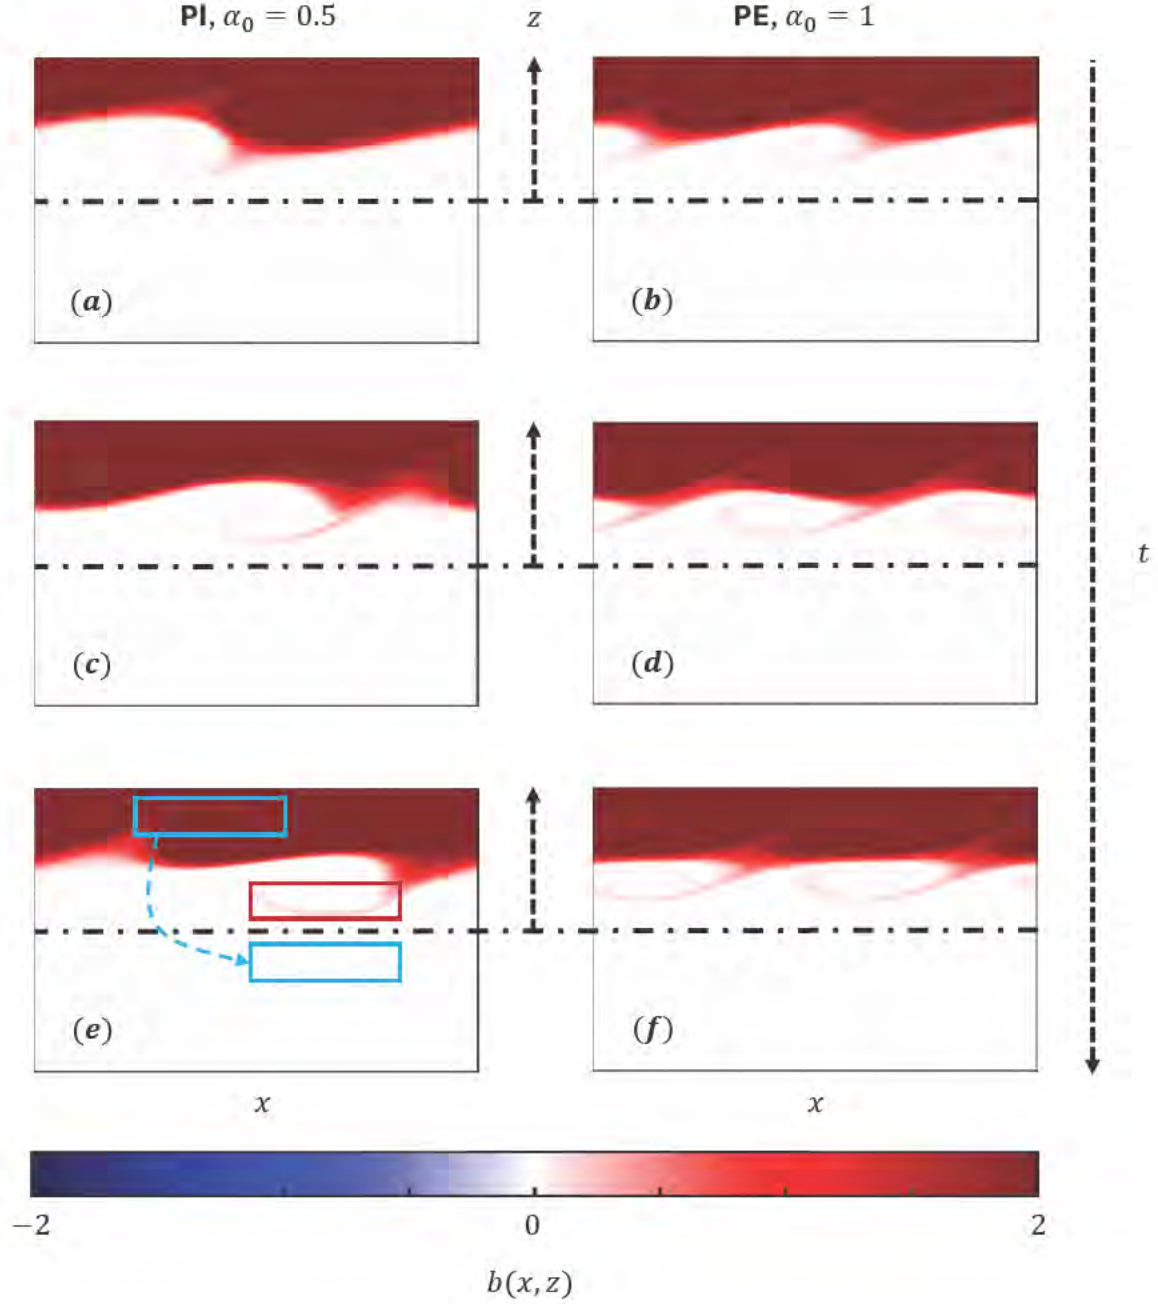 PI, α₀ = 0.5 z PE, α₀ = 1
(a) (b)
t
(c) (d)
(e) (f)
x x
−2 0 2
b(x, z)